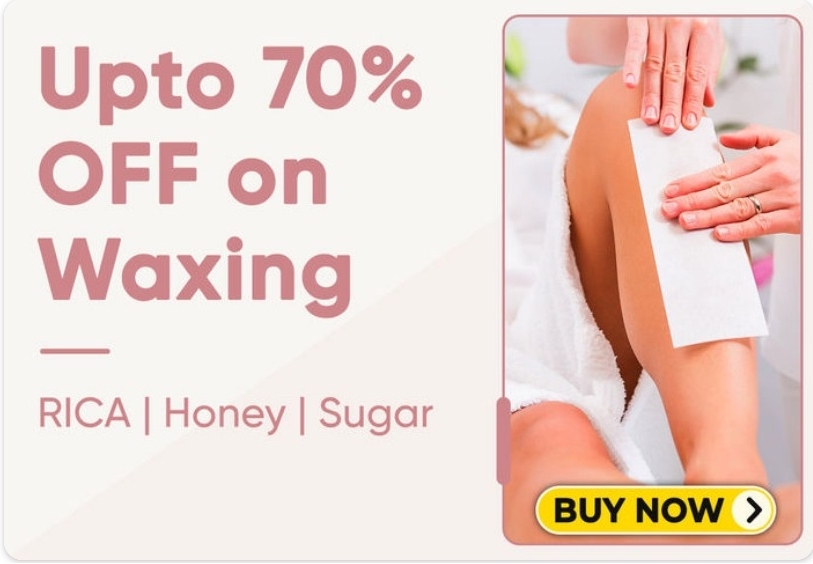 Upto 70%
OFF on
Waxing
RICA | Honey | Sugar
BUY NOW